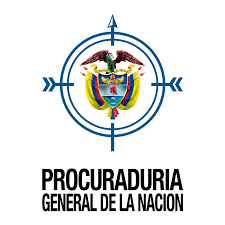 PROCURADURIA
GENERAL DE LA NACION